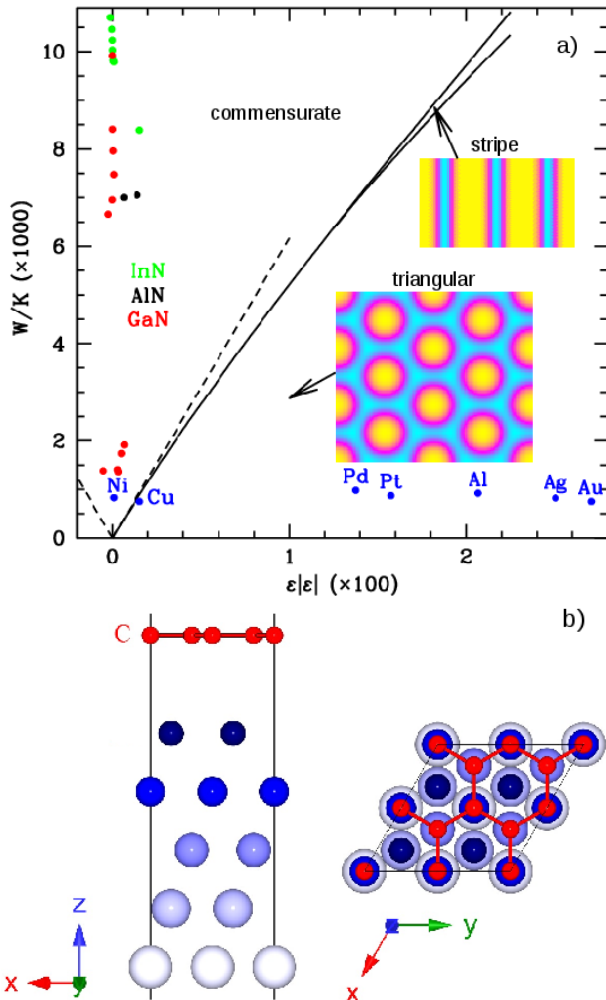 a)
10
8
6
4
2
0
W/K (×1000)
commensurate
stripe
triangular
InN
AlN
GaN
Ni
Cu
Pd
Pt
Al
Ag
Au
0
1
2
ε|ε| (×100)
b)
C
z
x
y
z
y
x